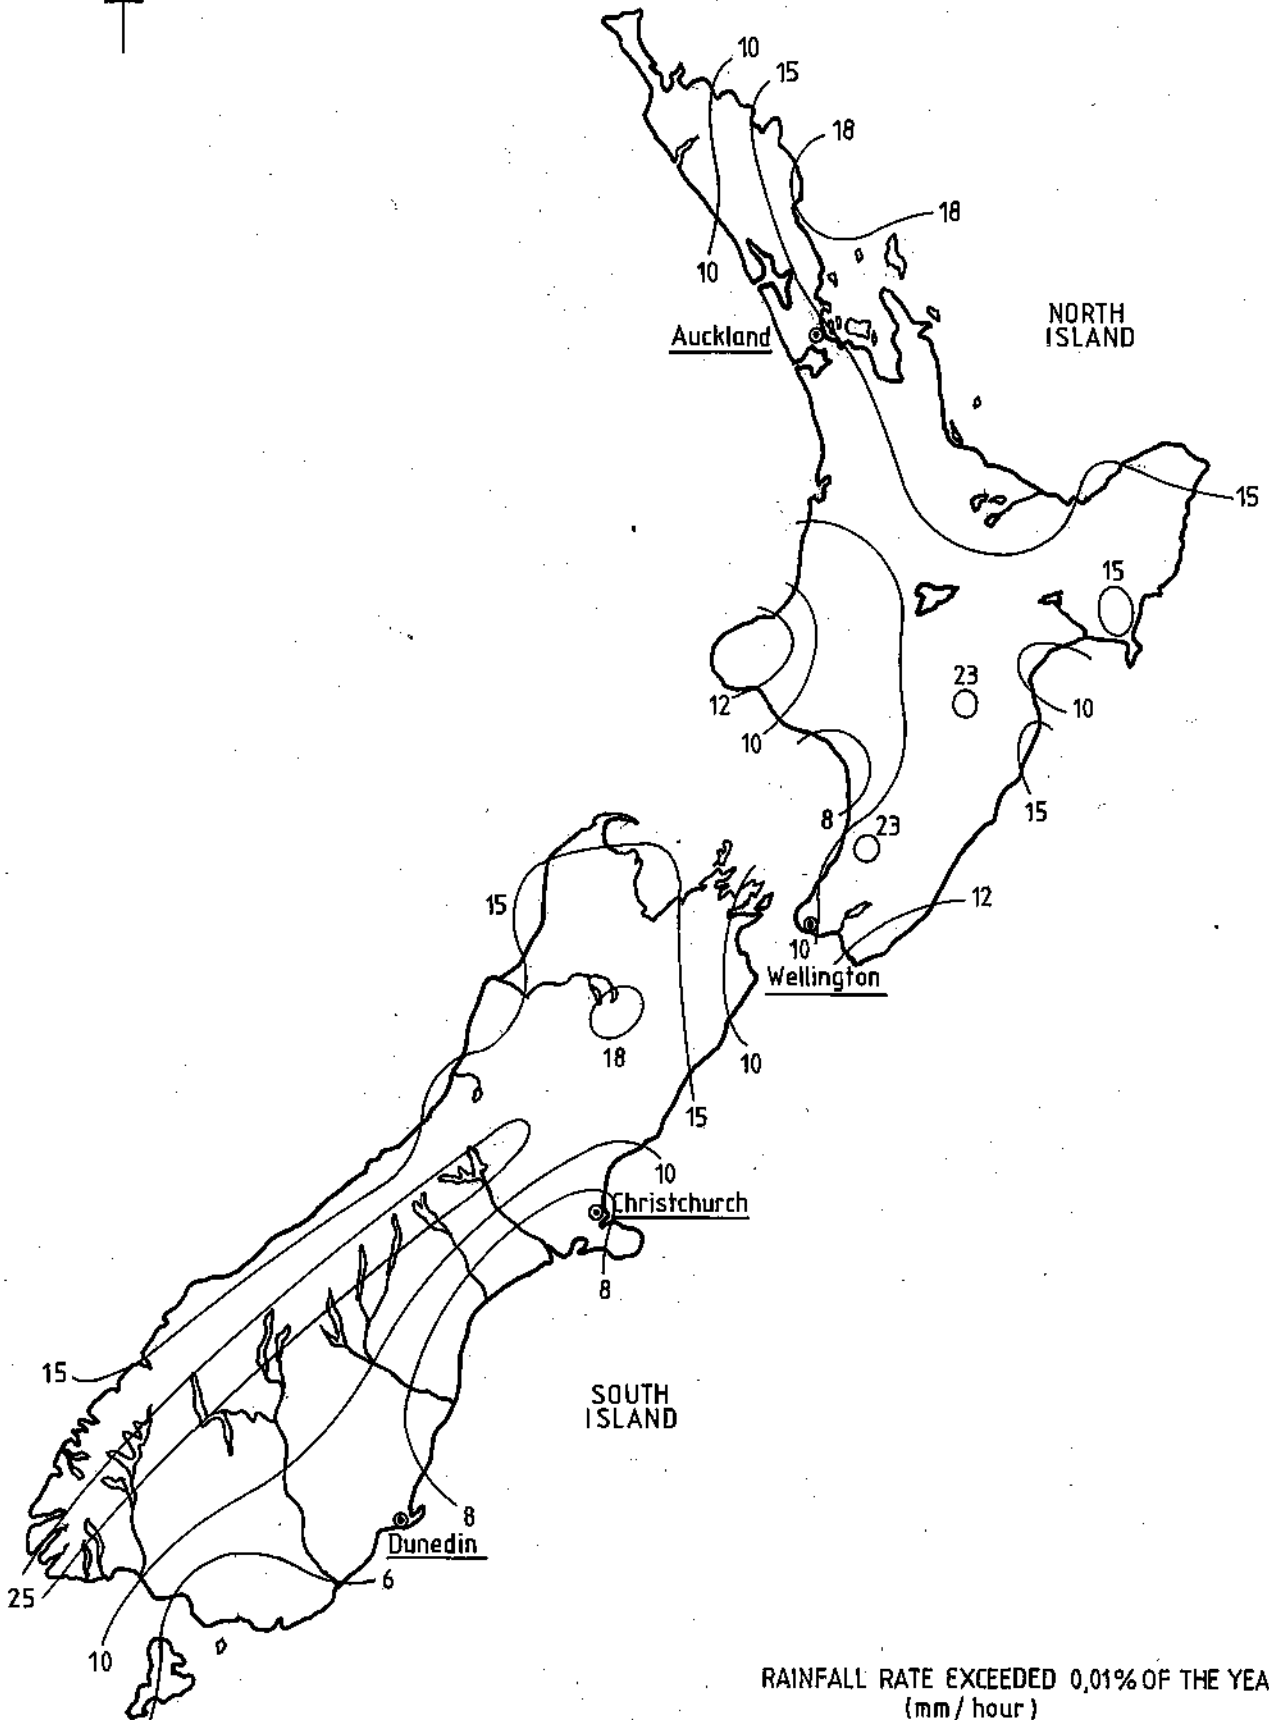 10
15
18
18
10
NORTH
ISLAND
Auckland
15
15
23
12
10
10
15
8
23
15
12
10
Wellington
18
10
15
10
Christchurch
8
15
SOUTH
ISLAND
8
Dunedin
25
6
10
RAINFALL RATE EXCEEDED 0,01% OF THE YEA
(mm/hour)